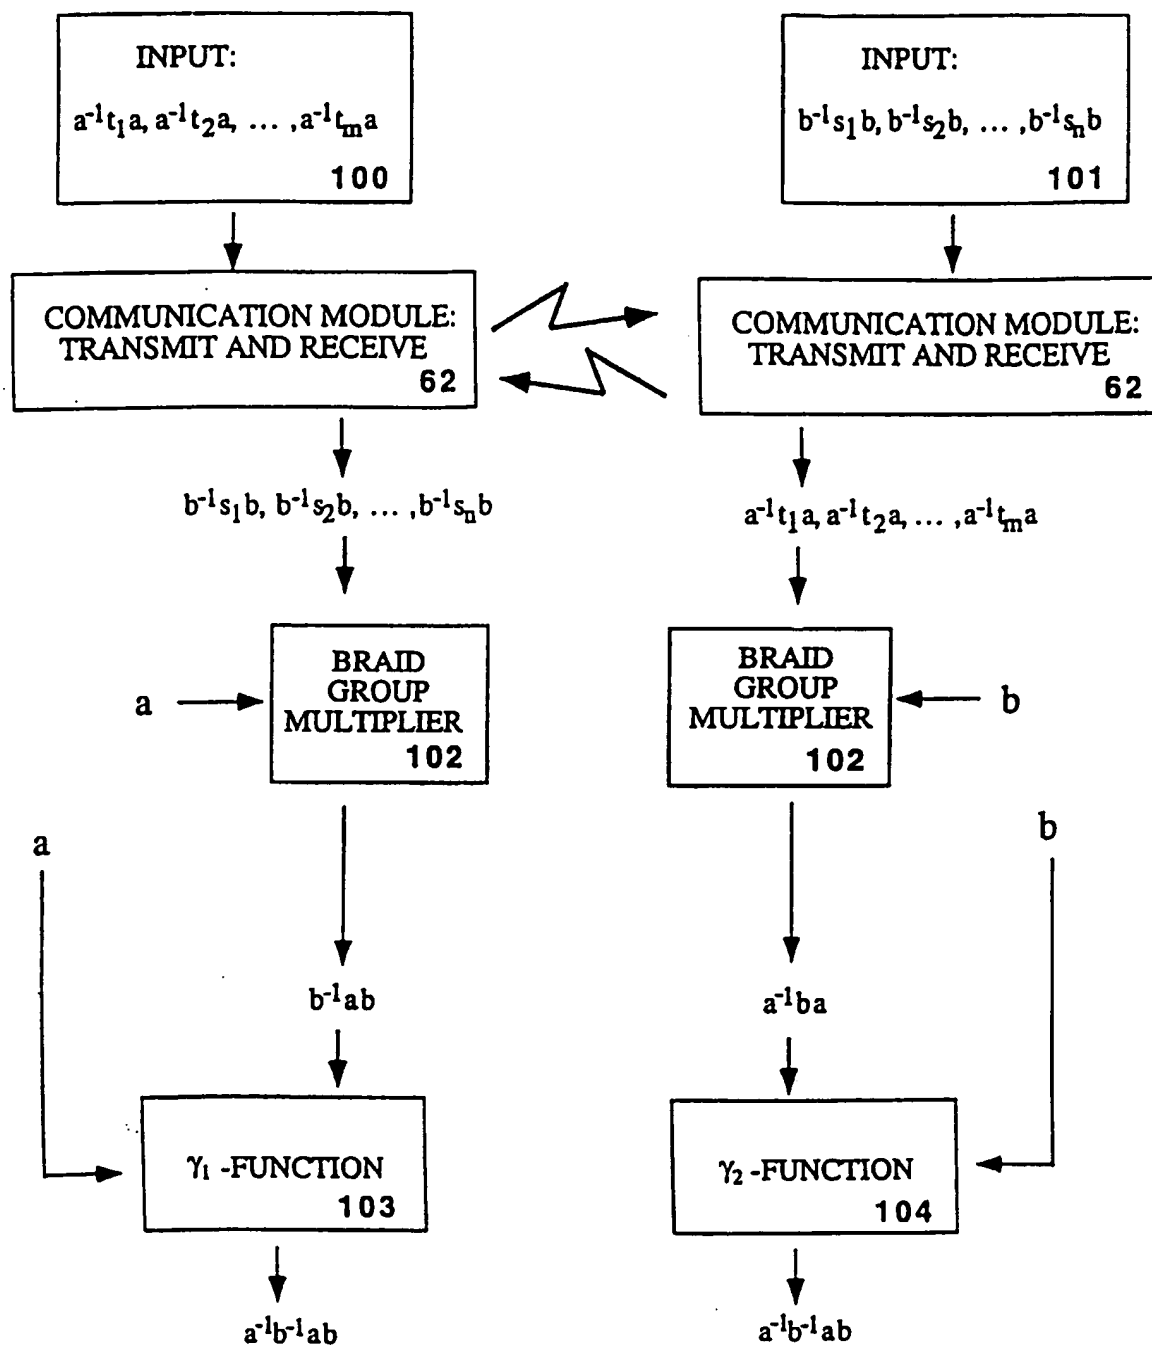 INPUT:
a⁻¹t₁a, a⁻¹t₂a, ... ,a⁻¹tₘa
100
INPUT:
b⁻¹s₁b, b⁻¹s₂b, ... ,b⁻¹sₙb
101
COMMUNICATION MODULE:
TRANSMIT AND RECEIVE
62
COMMUNICATION MODULE:
TRANSMIT AND RECEIVE
62
b⁻¹s₁b, b⁻¹s₂b, ... ,b⁻¹sₙb
a⁻¹t₁a, a⁻¹t₂a, ... ,a⁻¹tₘa
a
BRAID
GROUP
MULTIPLIER
102
BRAID
GROUP
MULTIPLIER
102
b
a
b
b⁻¹ab
a⁻¹ba
γ₁ -FUNCTION
103
γ₂ -FUNCTION
104
a⁻¹b⁻¹ab
a⁻¹b⁻¹ab